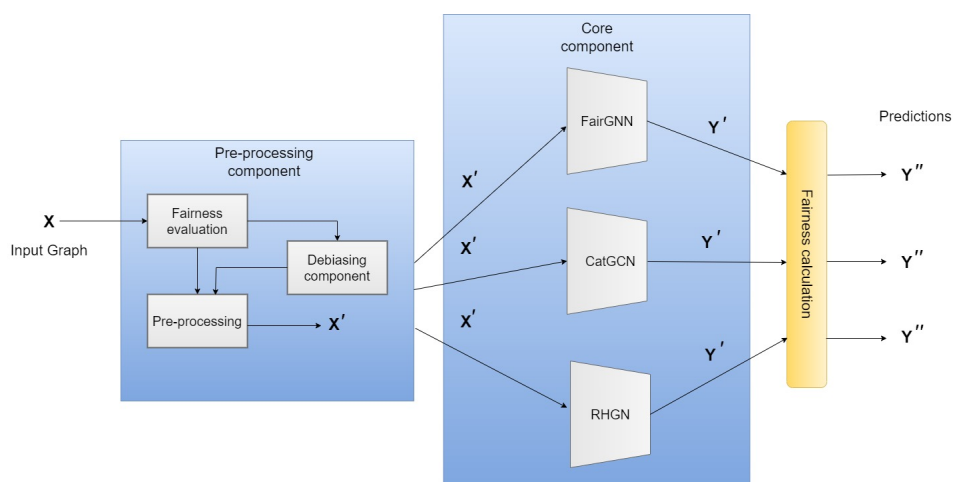 Core
component
FairGNN
Y'
Predictions
Pre-processing
component
X'
Y''
Fairness
evaluation
X
Input Graph
Debiasing
component
X'
Y'
CatGCN
Fairness calculation
Y''
Pre-processing
X'
X'
Y'
Y''
RHGN